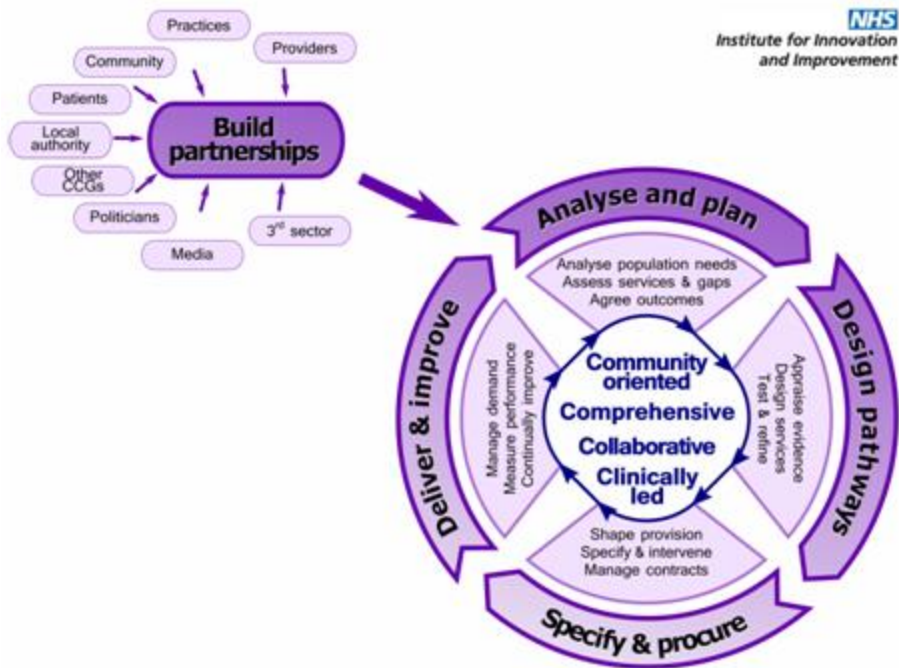 NHS
Institute for Innovation
and Improvement
Practices
Providers
Community
Patients
Local
authority
Other
CCGs
Politicians
Media
3rd sector
Build
partnerships
Analyse and plan
Analyse population needs
Assess services & gaps
Agree outcomes
Design pathways
Appraise evidence
Design services
Test & refine
Specify & procure
Shape provision
Specify & intervene
Manage contracts
Deliver & improve
Manage demand
Measure performance
Continually improve
Community
oriented
Comprehensive
Collaborative
Clinically
led